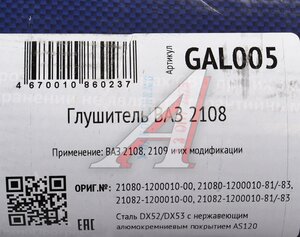 Артикул
GAL005
4 670010 860237
Глушитель ВАЗ 2108
Применение: ВАЗ 2108, 2109 и их модификации
ОРИГ.№: 21080-1200010-00, 21080-1200010-81/-83,
21082-1200010-00, 21082-1200010-81/-83
Сталь DX52/DX53 с нержавеющим
алюмокремниевым покрытием AS120
ЕАС